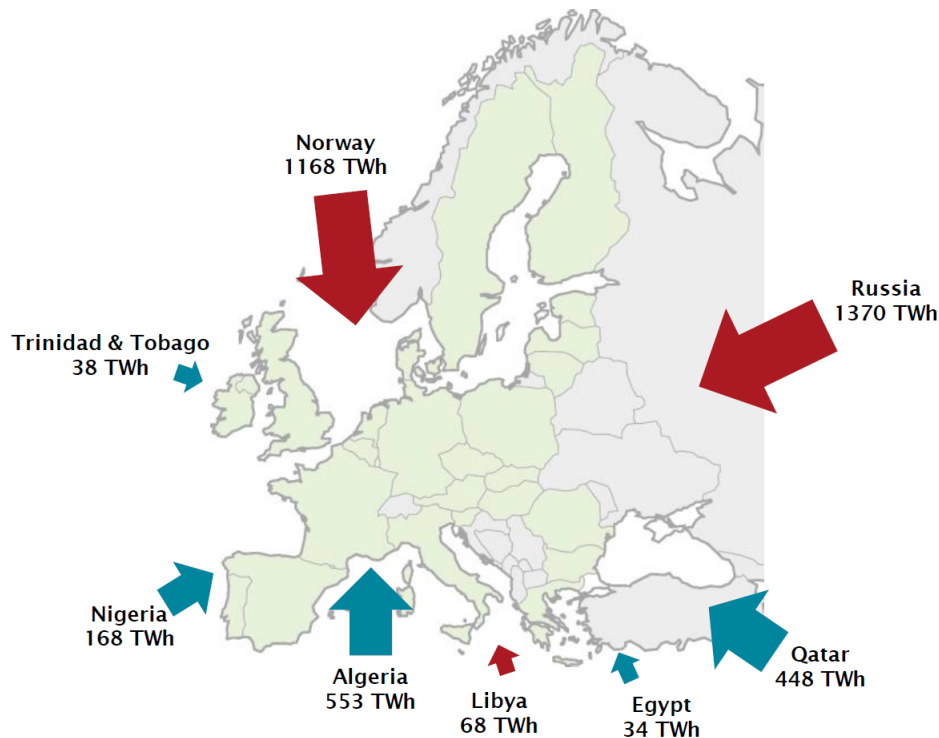 Norway
1168 TWh
Russia
1370 TWh
Trinidad & Tobago
38 TWh
Nigeria
168 TWh
Algeria
553 TWh
Libya
68 TWh
Egypt
34 TWh
Qatar
448 TWh